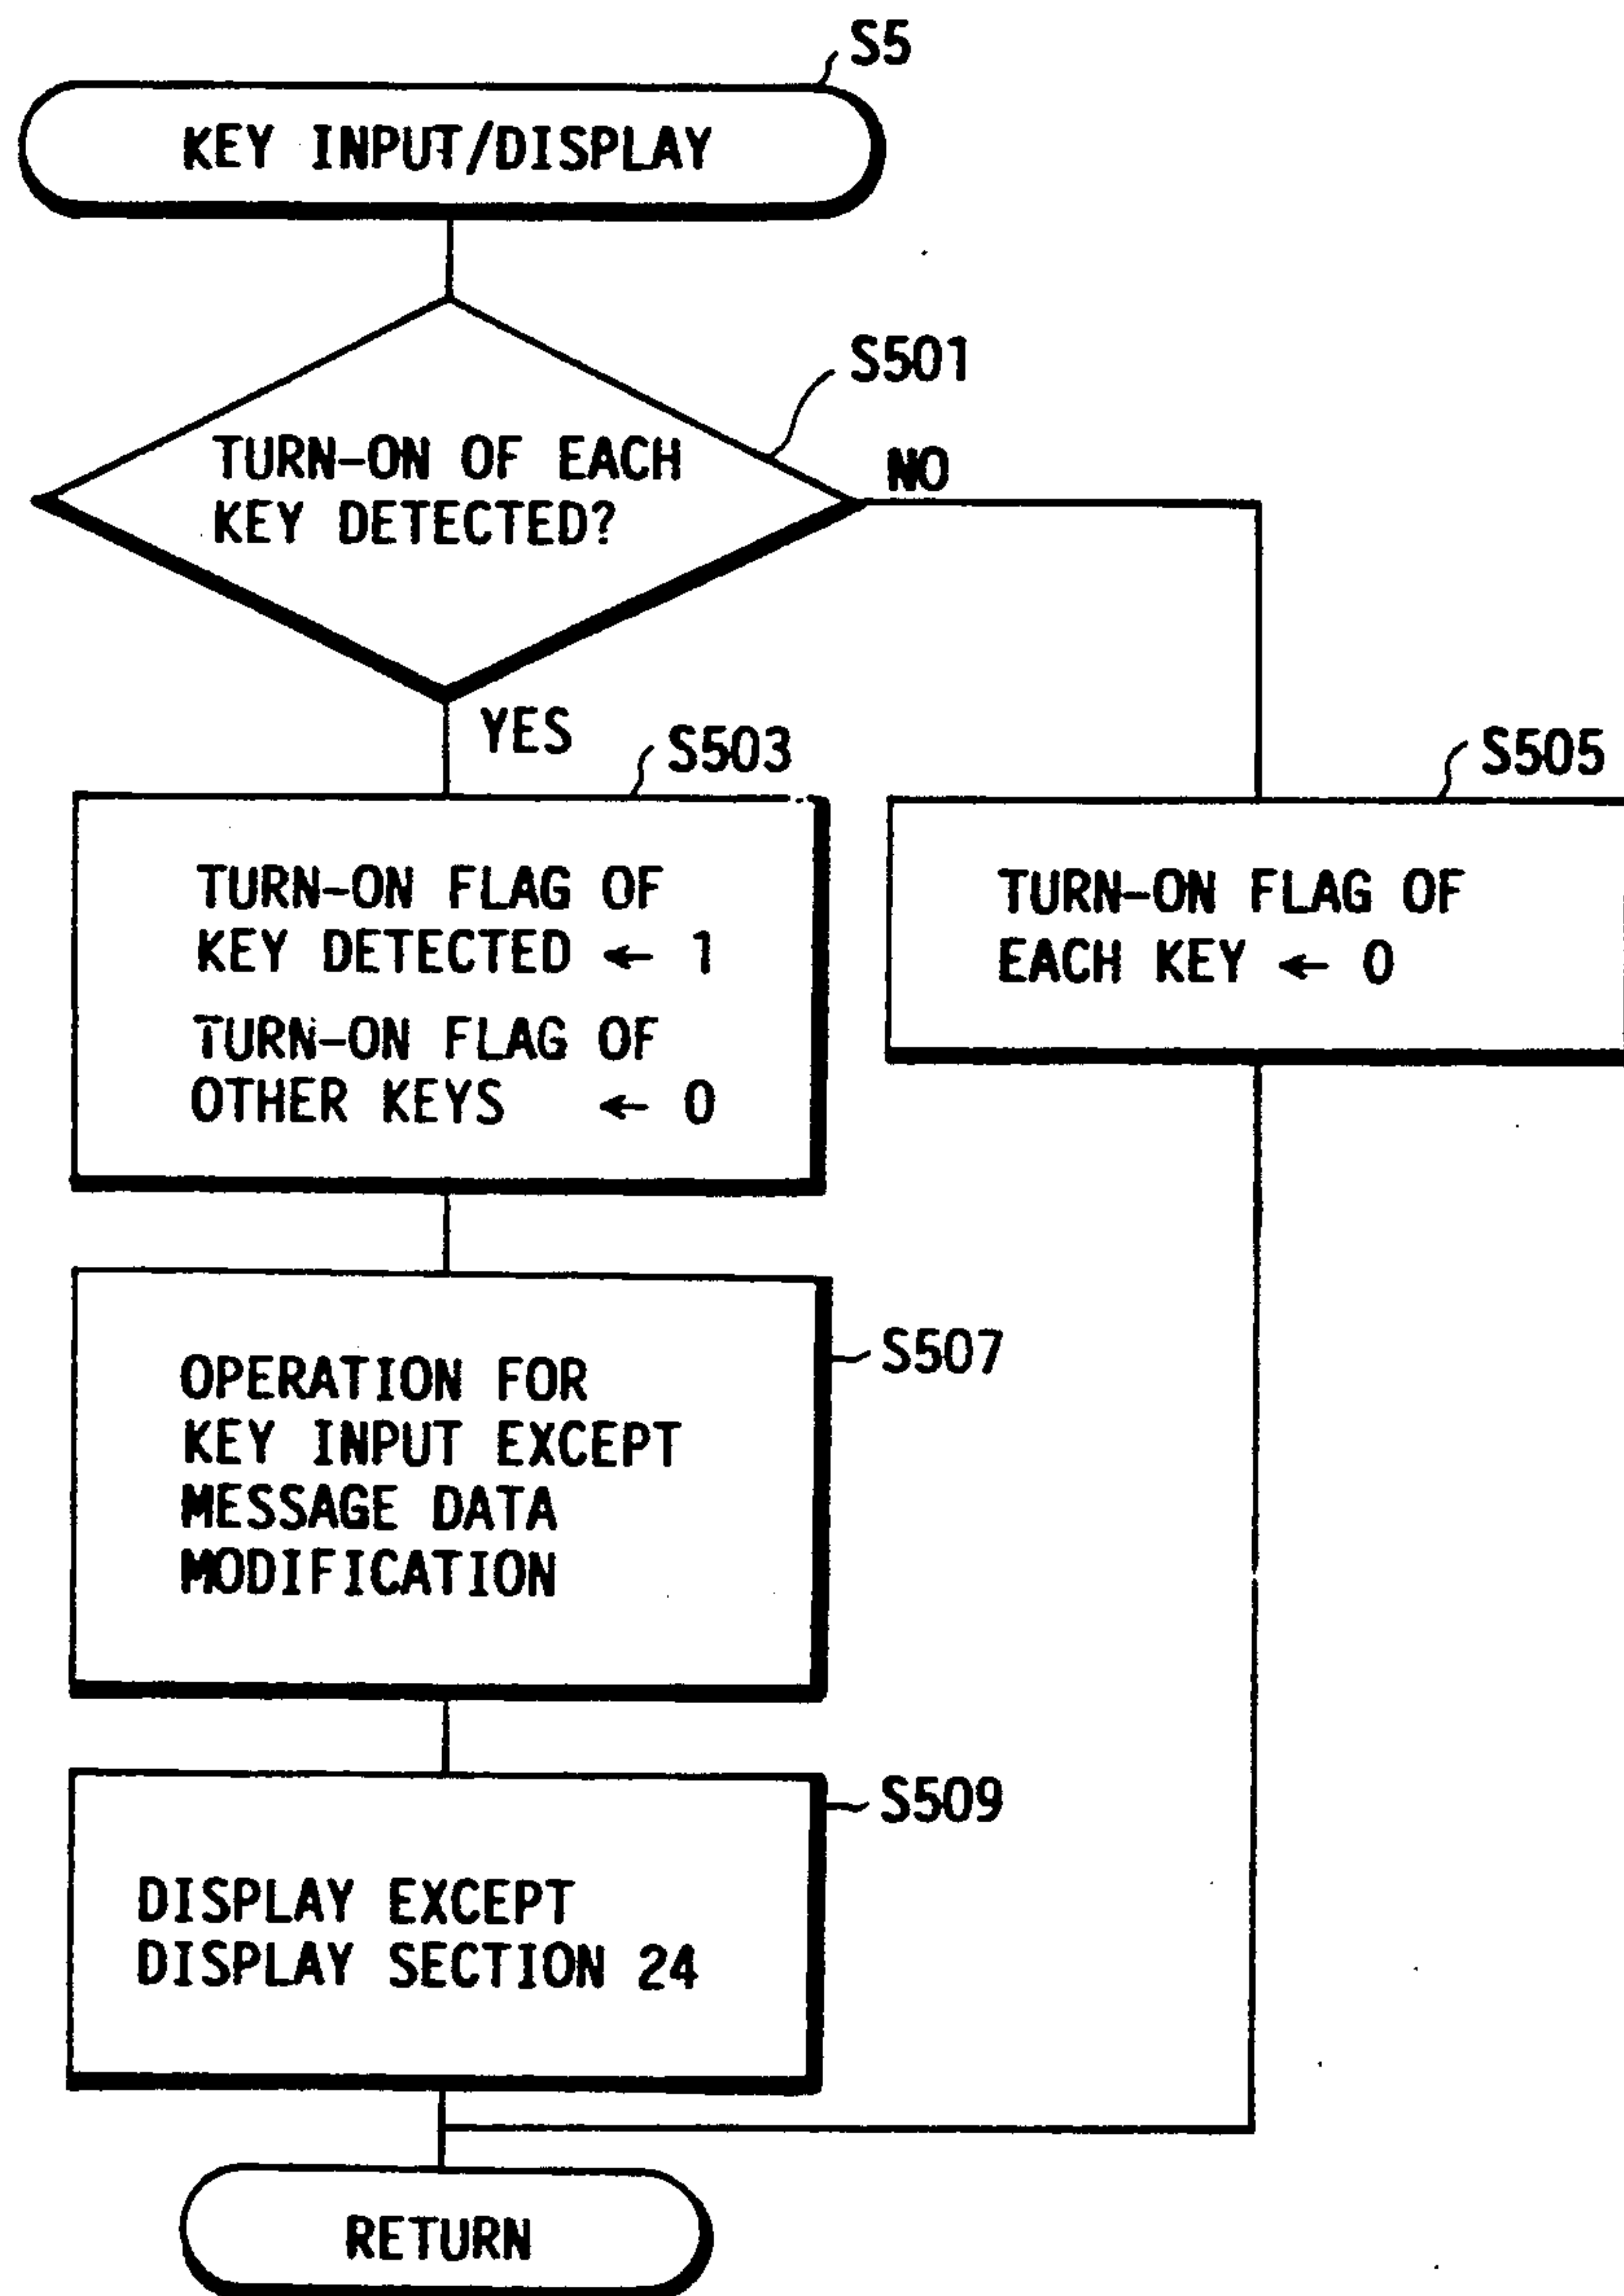 S5
KEY INPUT/DISPLAY
S501
TURN-ON OF EACH
KEY DETECTED?
NO
YES
S503
TURN-ON FLAG OF
KEY DETECTED ← 1
TURN-ON FLAG OF
OTHER KEYS ← 0
S505
TURN-ON FLAG OF
EACH KEY ← 0
S507
OPERATION FOR
KEY INPUT EXCEPT
MESSAGE DATA
MODIFICATION
S509
DISPLAY EXCEPT
DISPLAY SECTION 24
RETURN